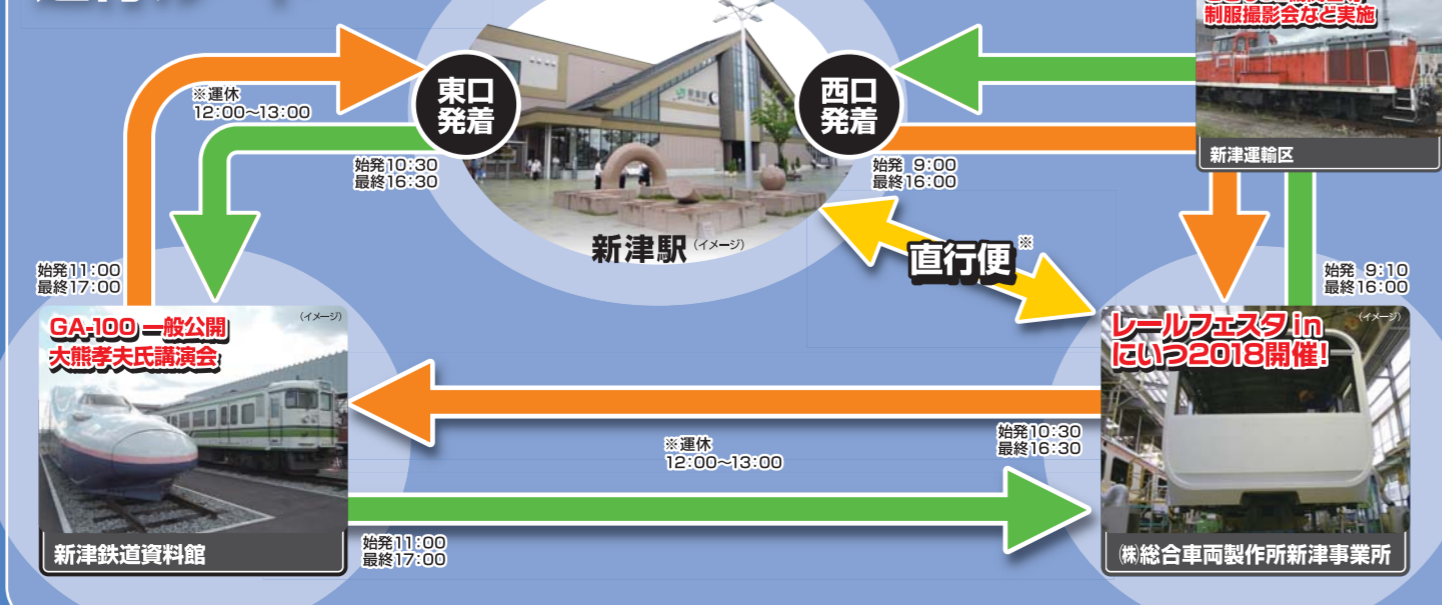 制服撮影会など実施
※運休
12:00~13:00
東口
発着
西口
発着
始発10:30
最終16:30
始発 9:00
最終16:00
新津運輸区
新津駅(イメージ)
直行便※
始発11:00
最終17:00
始発 9:10
最終16:00
GA-100 一般公開
大熊孝夫氏講演会
(イメージ)
レールフェスタ in
にいつ2018開催!
(イメージ)
※運休
12:00~13:00
始発10:30
最終16:30
始発11:00
最終17:00
新津鉄道資料館
㈱総合車両製作所新津事業所